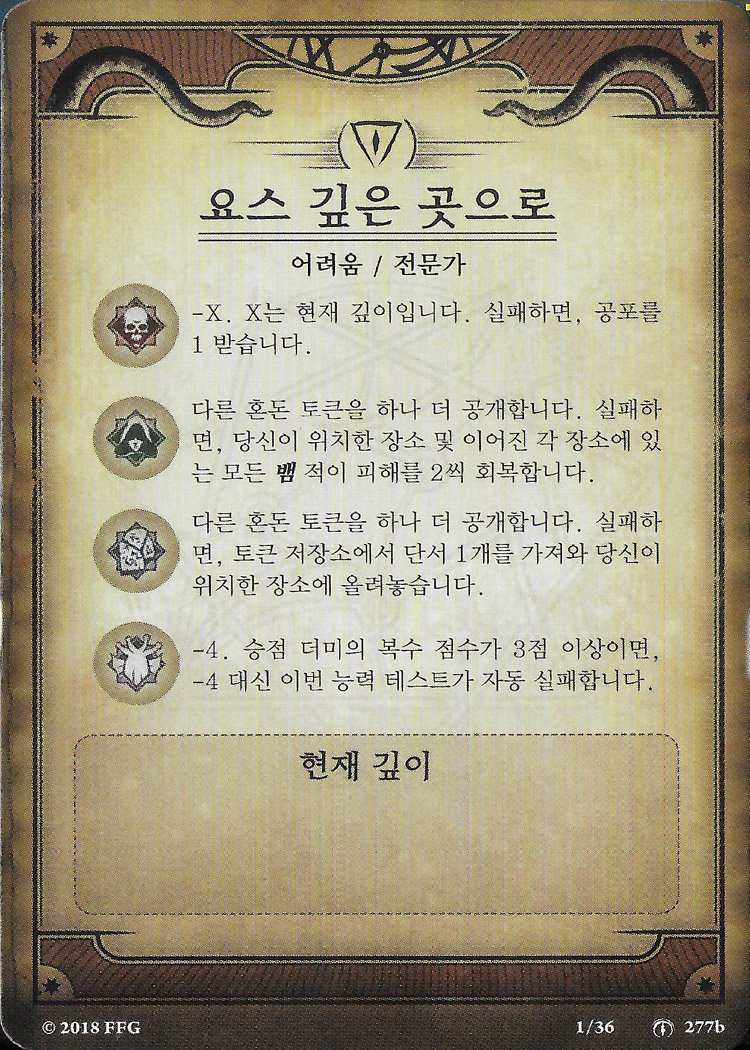 요스 깊은 곳으로
어려움 / 전문가
-X. X는 현재 깊이입니다. 실패하면, 공포를
1 받습니다.
다른 혼돈 토큰을 하나 더 공개합니다. 실패하
면, 당신이 위치한 장소 및 이어진 각 장소에 있
는 모든 뱀 적이 피해를 2씩 회복합니다.
다른 혼돈 토큰을 하나 더 공개합니다. 실패하
면, 토큰 저장소에서 단서 1개를 가져와 당신이
위치한 장소에 올려놓습니다.
-4. 승점 더미의 복수 점수가 3점 이상이면,
-4 대신 이번 능력 테스트가 자동 실패합니다.
현재 깊이
© 2018 FFG
1/36
277b